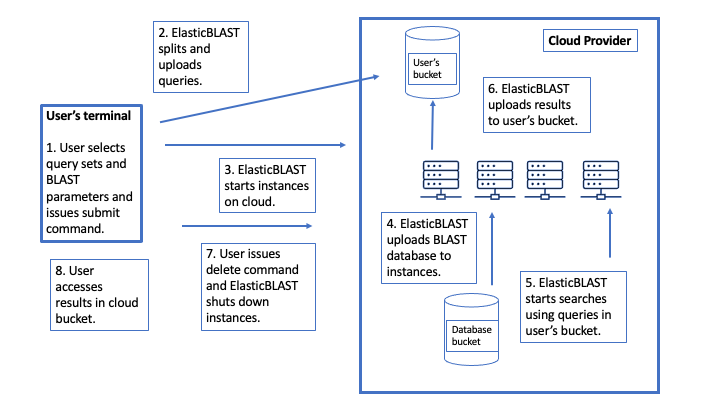 2. ElasticBLAST
splits and
uploads
queries.
Cloud Provider
User's
bucket
6. ElasticBLAST
uploads results
to user's bucket.
User's terminal
1. User selects
query sets and
BLAST
parameters and
issues submit
command.
3. ElasticBLAST
starts instances
on cloud.
4. ElasticBLAST
uploads BLAST
database to
instances.
7. User issues
delete command
and ElasticBLAST
shuts down
instances.
8. User
accesses
results in cloud
bucket.
5. ElasticBLAST
starts searches
using queries in
user's bucket.
Database
bucket